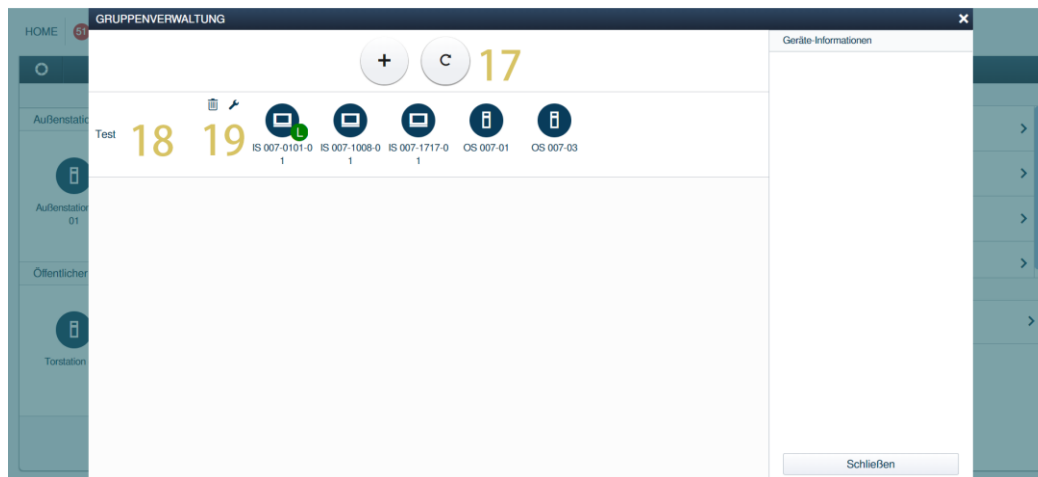 GRUPPENVERWALTUNG
HOME 51
Geräte-Informationen
+ C 17
Außenstatio
Test 18 19
L
IS 007-0101-0 IS 007-1008-0 IS 007-1717-0 OS 007-01 OS 007-03
1 1 1
Außenstation
01
Öffentlicher
Torstation
Schließen